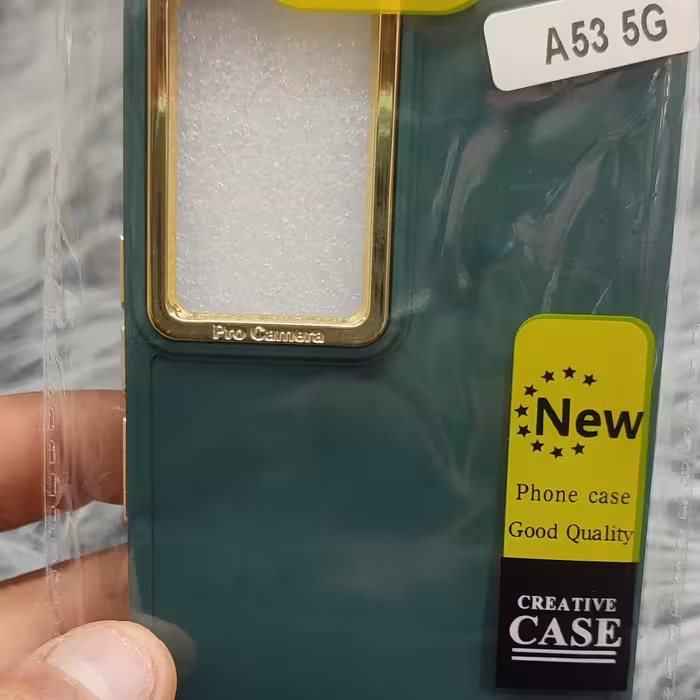 A53 5G
Pro Camera
New
Phone case
Good Quality
CREATIVE
CASE